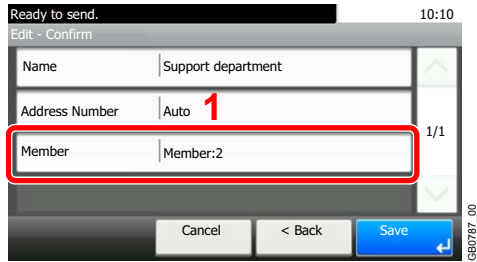 Ready to send.
10:10
Edit - Confirm
Name
Support department
Address Number
Auto
1
1/1
Member
Member:2
Cancel
< Back
Save
GB0787_00